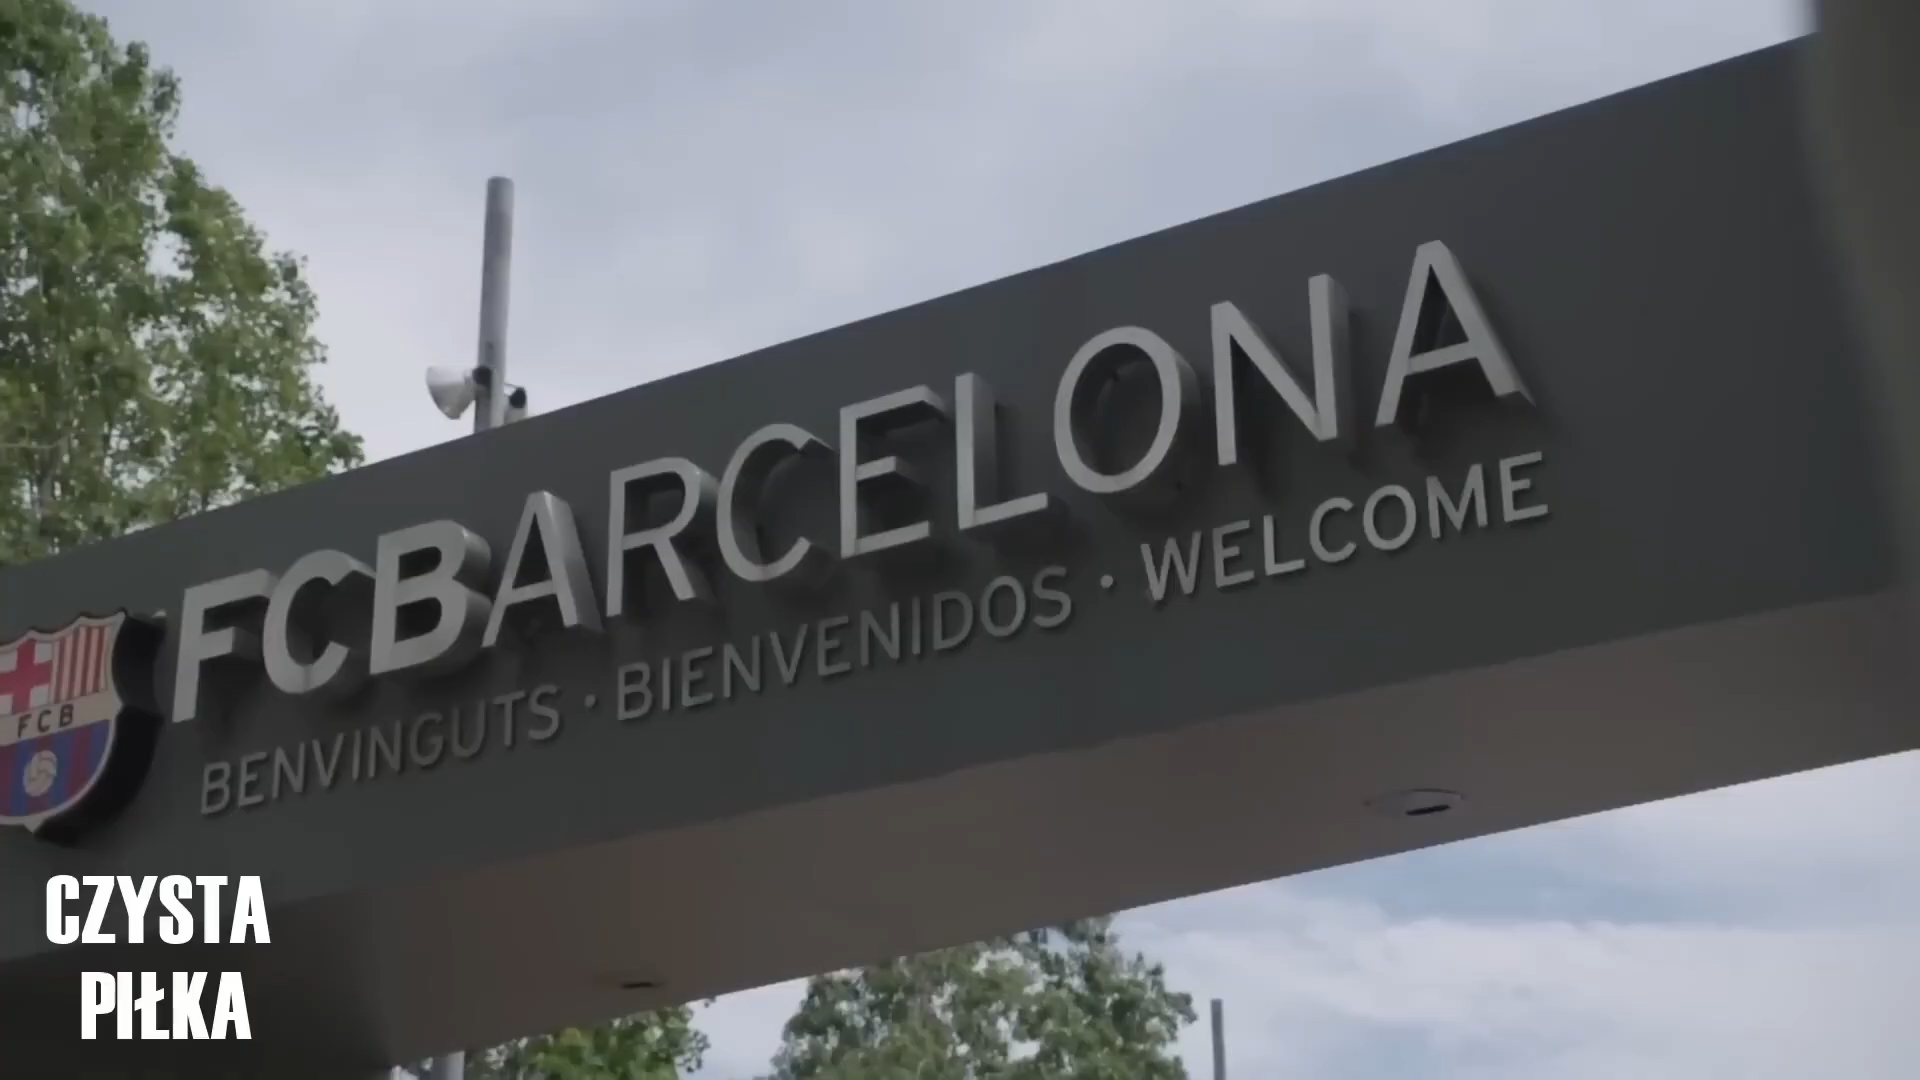 FCBARCELONA
BENVINGUTS · BIENVENIDOS · WELCOME
FCB
CZYSTA
PIŁKA